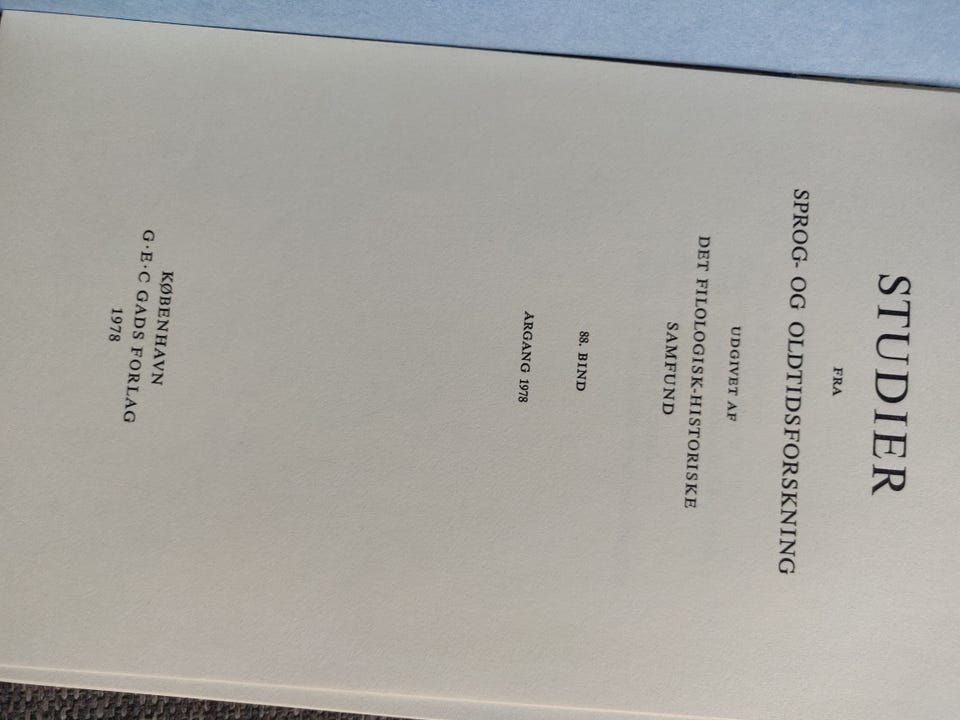 STUDIER
FRA
SPROG- OG OLDTIDSFORSKNING
UDGIVET AF
DET FILOLOGISK-HISTORISKE
SAMFUND
88. BIND
ÅRGANG 1978
KØBENHAVN
G·E·C GADS FORLAG
1978